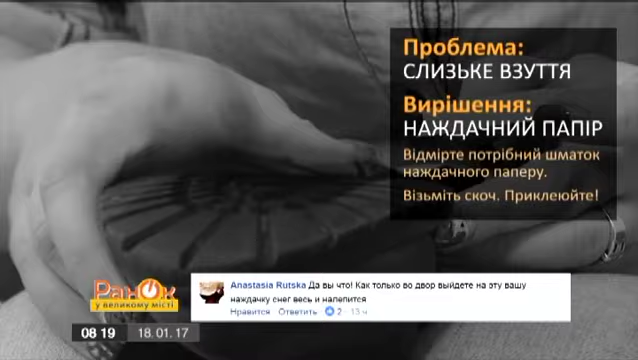 Проблема:
СЛИЗЬКЕ ВЗУТТЯ
Вирішення:
НАЖДАЧНИЙ ПАПІР
Відміряте потрібний шматок
наждачного паперу.
Візьміть скоч. Приклеюйте!
Anastasia Rutska Да вы что! Как только во двор выйдете на эту вашу
наждачку снег весь и налепится
Нравится · Ответить · 2 · 13 ч
Ранок
у великому місті
08 19 18. 01. 17